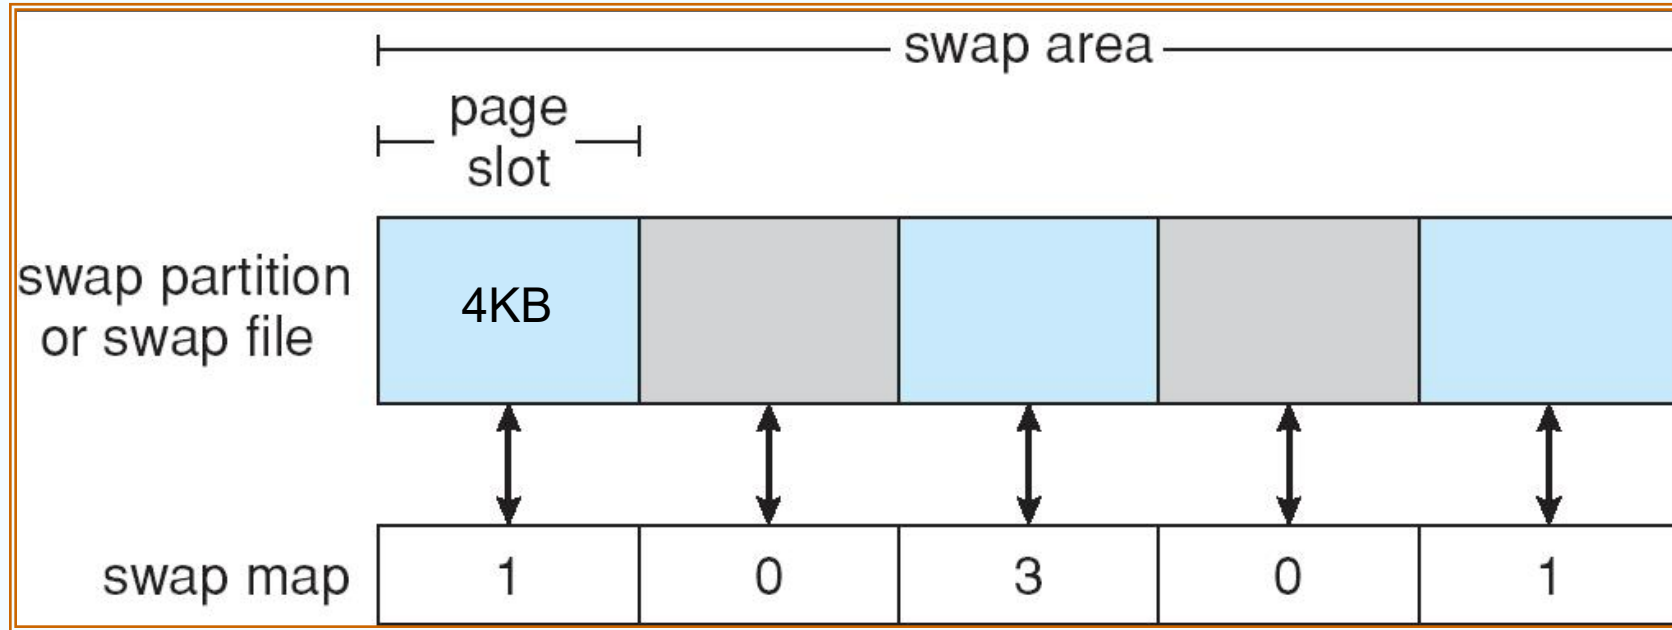 swap area
page
slot
swap partition
or swap file
4KB
swap map
1 0 3 0 1